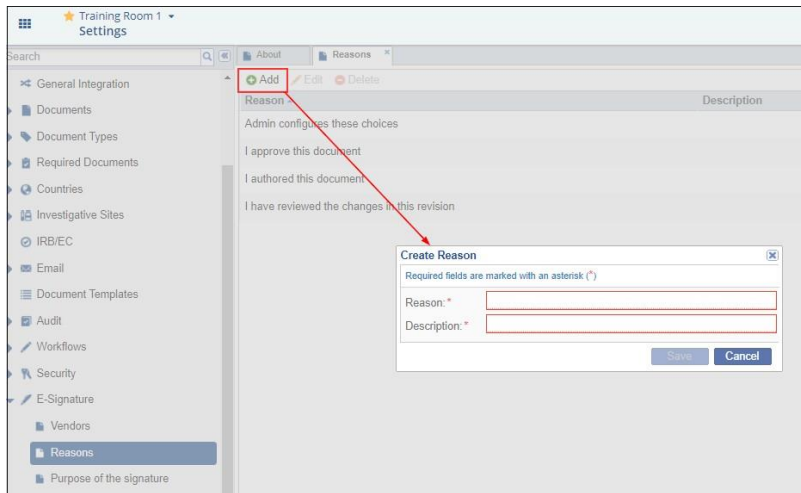 Training Room 1
Settings
Search
About
Reasons
General Integration
Add
Edit
Delete
Reason
Description
Documents
Admin configures these choices
Document Types
I approve this document
Required Documents
I authored this document
Countries
I have reviewed the changes in this revision
Investigative Sites
IRB/EC
Email
Document Templates
Audit
Workflows
Security
E-Signature
Vendors
Reasons
Purpose of the signature
Create Reason
Required fields are marked with an asterisk (*)
Reason: *
Description: *
Save
Cancel